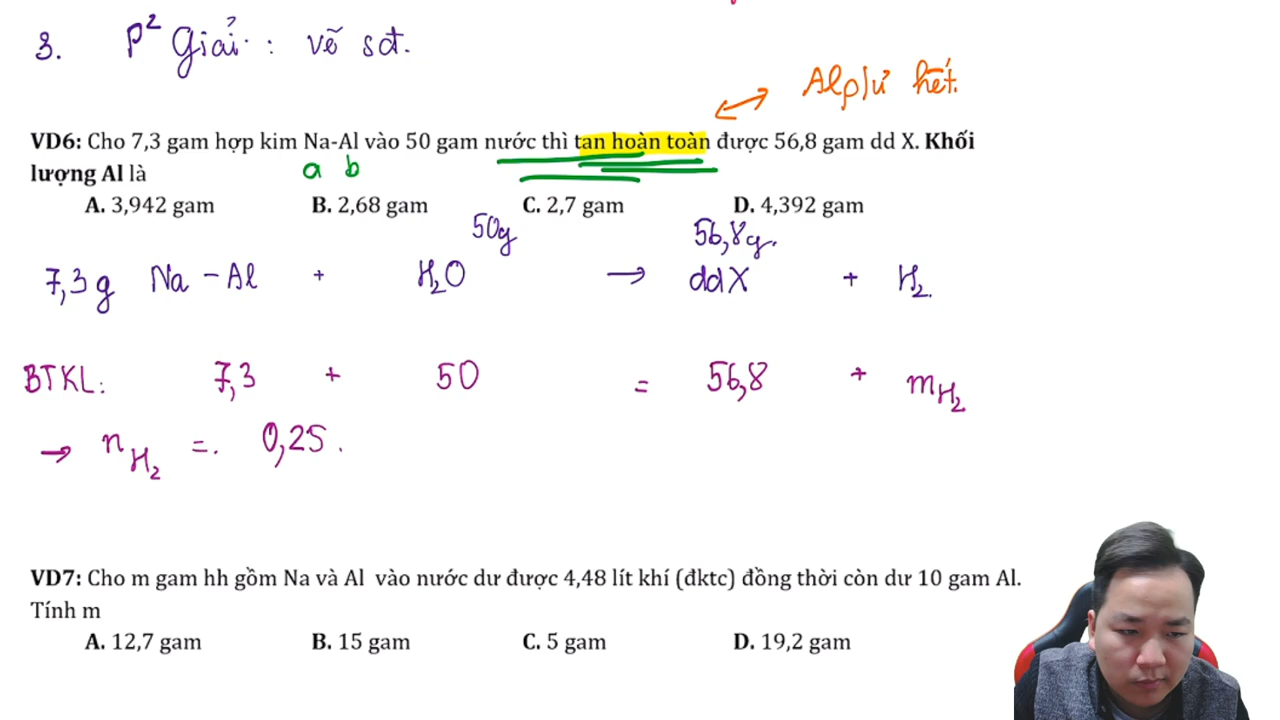 3. P² Giải : vẽ sđ.
Al p/ư hết.
VD6: Cho 7,3 gam hợp kim Na-Al vào 50 gam nước thì tan hoàn toàn được 56,8 gam dd X. Khối
lượng Al là
a b
A. 3,942 gam B. 2,68 gam C. 2,7 gam D. 4,392 gam
50g 56,8g.
7,3g Na - Al + H₂O → ddX + H₂.
BTKL: 7,3 + 50 = 56,8 + mH₂
→ nH₂ = 0,25.
VD7: Cho m gam hh gồm Na và Al vào nước dư được 4,48 lít khí (đktc) đồng thời còn dư 10 gam Al.
Tính m
A. 12,7 gam B. 15 gam C. 5 gam D. 19,2 gam